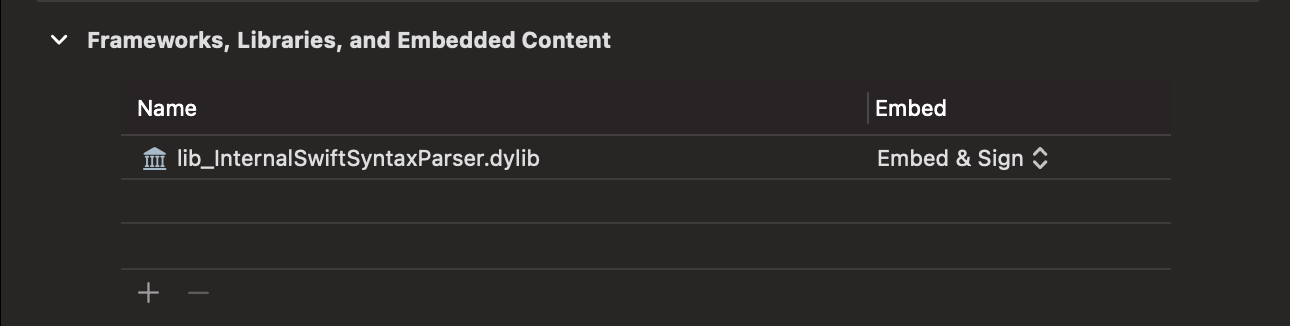 Frameworks, Libraries, and Embedded Content
Name Embed
lib_InternalSwiftSyntaxParser.dylib Embed & Sign